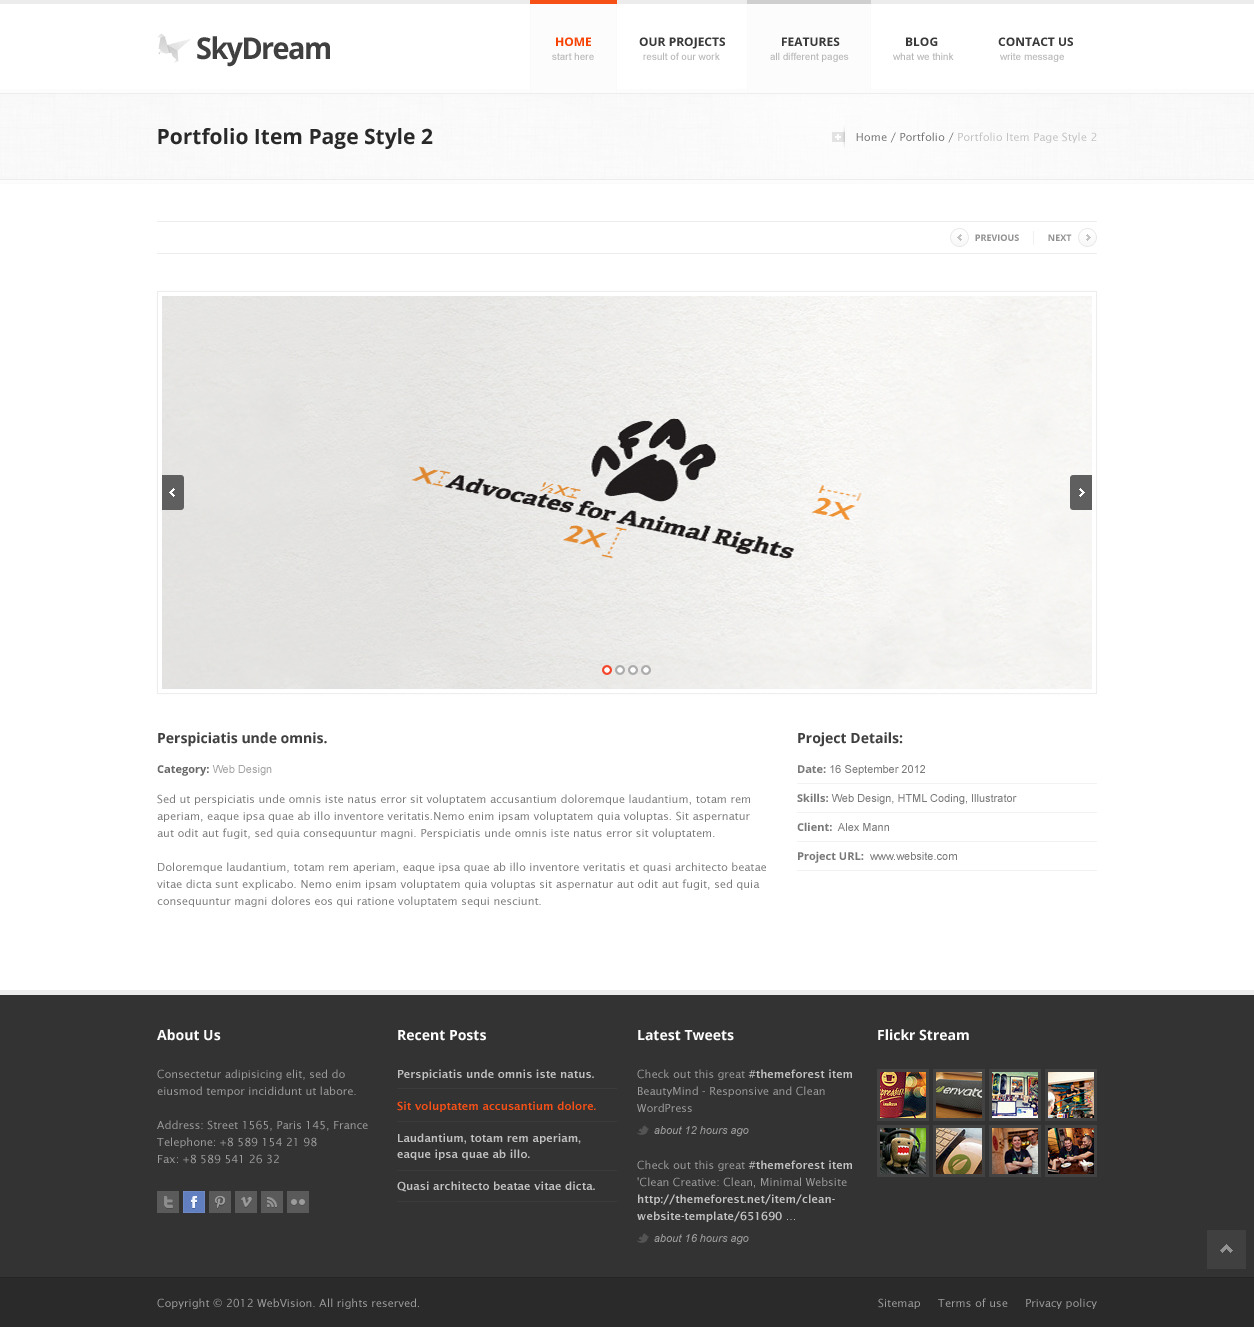 SkyDream
HOME
start here
OUR PROJECTS
result of our work
FEATURES
all different pages
BLOG
what we think
CONTACT US
write message
Portfolio Item Page Style 2
Home / Portfolio / Portfolio Item Page Style 2
PREVIOUS
NEXT
AFAR
X
Advocates for Animal Rights
½X
2X
2X
Perspiciatis unde omnis.
Category: Web Design
Sed ut perspiciatis unde omnis iste natus error sit voluptatem accusantium doloremque laudantium, totam rem
aperiam, eaque ipsa quae ab illo inventore veritatis.Nemo enim ipsam voluptatem quia voluptas. Sit aspernatur
aut odit aut fugit, sed quia consequuntur magni. Perspiciatis unde omnis iste natus error sit voluptatem.
Doloremque laudantium, totam rem aperiam, eaque ipsa quae ab illo inventore veritatis et quasi architecto beatae
vitae dicta sunt explicabo. Nemo enim ipsam voluptatem quia voluptas sit aspernatur aut odit aut fugit, sed quia
consequuntur magni dolores eos qui ratione voluptatem sequi nesciunt.
Project Details:
Date: 16 September 2012
Skills: Web Design, HTML Coding, Illustrator
Client: Alex Mann
Project URL: www.website.com
About Us
Consectetur adipisicing elit, sed do
eiusmod tempor incididunt ut labore.
Address: Street 1565, Paris 145, France
Telephone: +8 589 154 21 98
Fax: +8 589 541 26 32
Recent Posts
Perspiciatis unde omnis iste natus.
Sit voluptatem accusantium dolore.
Laudantium, totam rem aperiam,
eaque ipsa quae ab illo.
Quasi architecto beatae vitae dicta.
Latest Tweets
Check out this great #themeforest item
BeautyMind - Responsive and Clean
WordPress
about 12 hours ago
Check out this great #themeforest item
'Clean Creative: Clean, Minimal Website
http://themeforest.net/item/clean-
website-template/651690 ...
about 16 hours ago
Flickr Stream
envato
Copyright © 2012 WebVision. All rights reserved.
Sitemap
Terms of use
Privacy policy